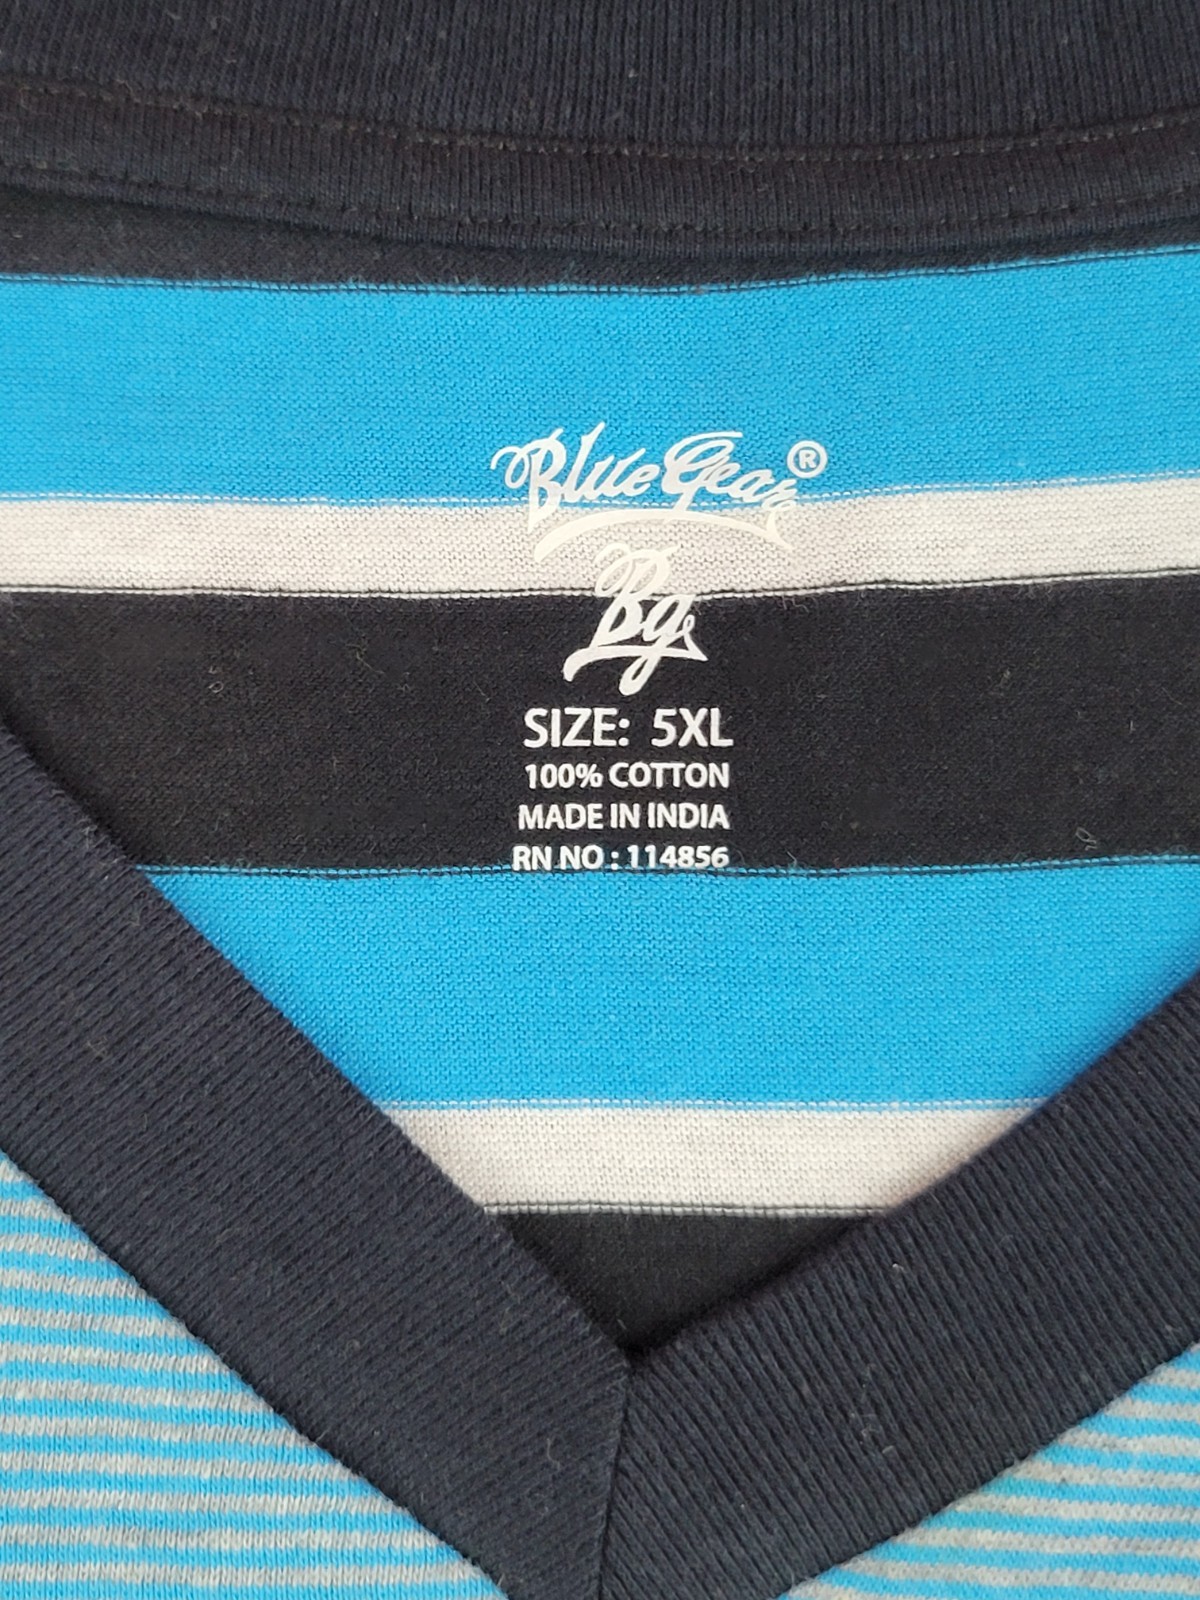 Blue Gear®
Bg
SIZE: 5XL
100% COTTON
MADE IN INDIA
RN NO : 114856